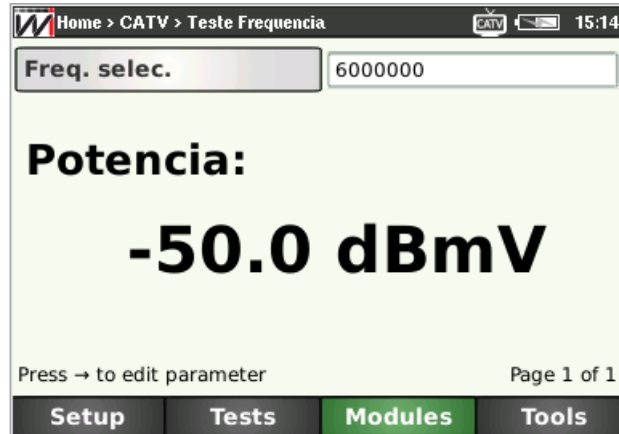 Home > CATV > Teste Frequencia CATV 15:14
Freq. selec. 6000000
Potencia:
-50.0 dBmV
Press → to edit parameter Page 1 of 1
Setup Tests Modules Tools